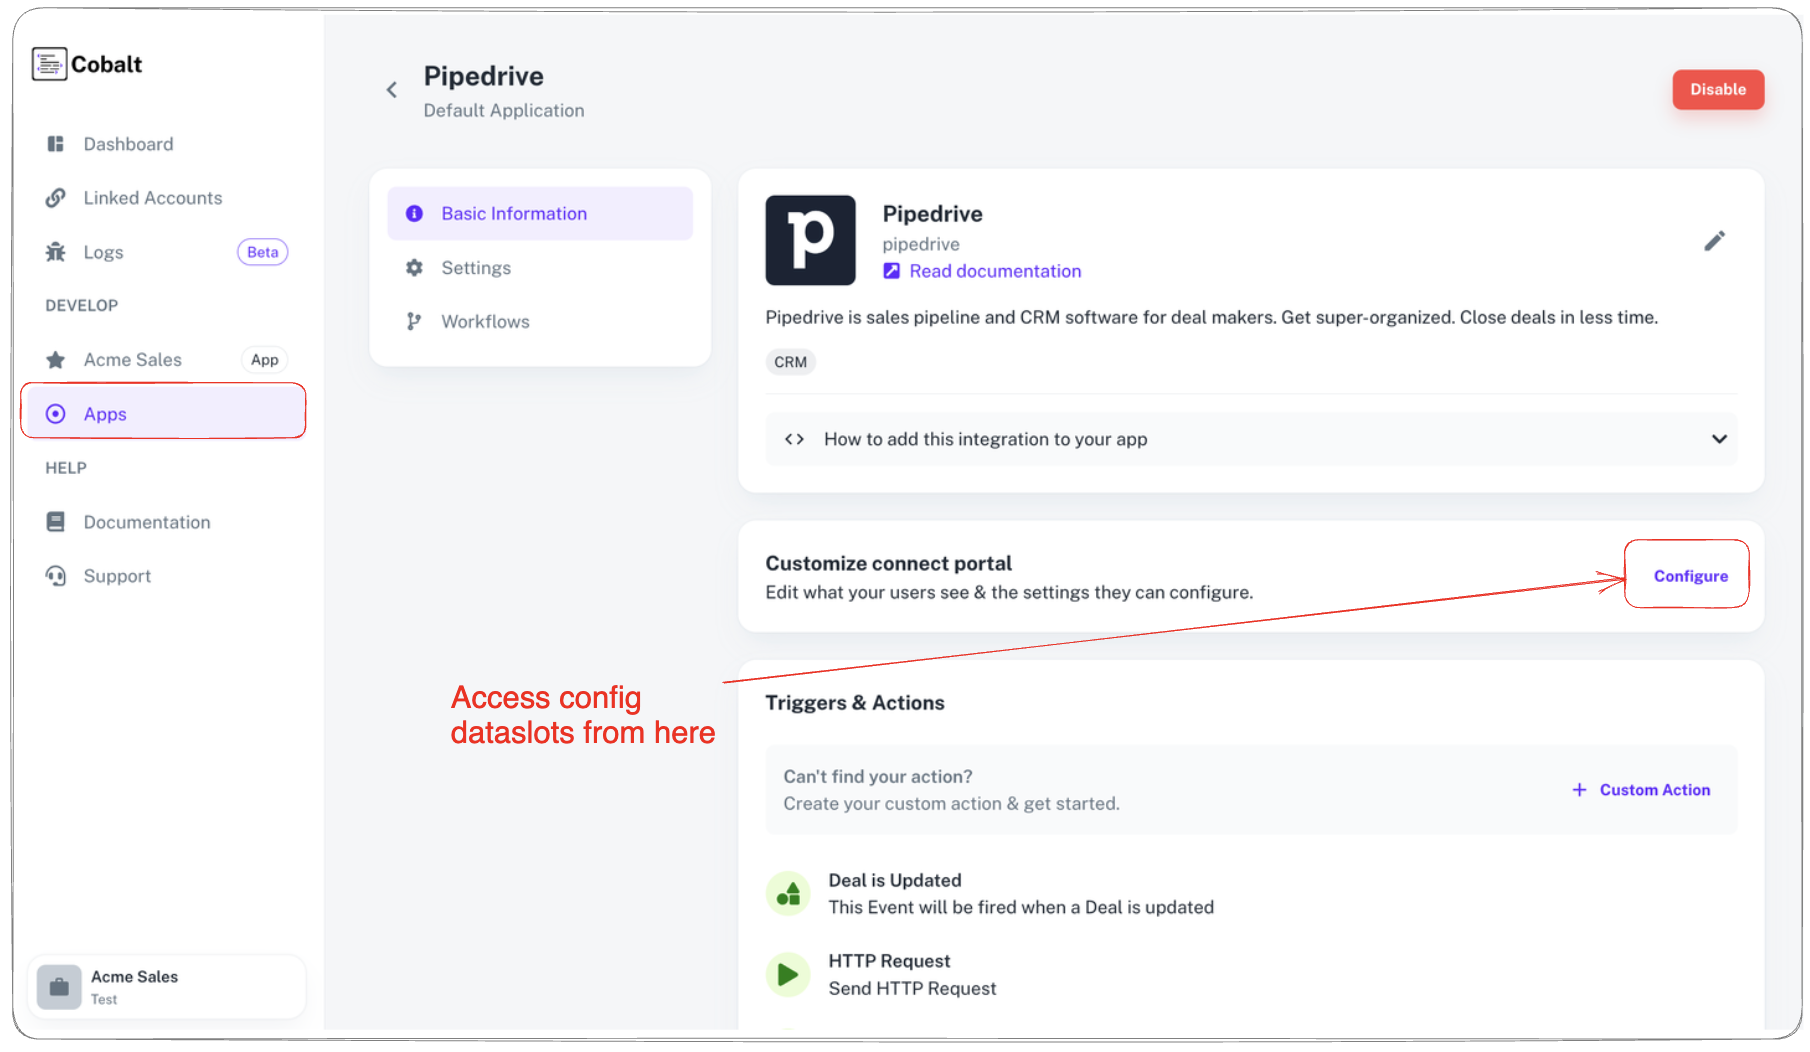 Cobalt
Dashboard
Linked Accounts
Logs
Beta
DEVELOP
Acme Sales
App
Apps
HELP
Documentation
Support
Acme Sales
Test
Pipedrive
Default Application
Disable
Basic Information
Settings
Workflows
p
Pipedrive
pipedrive
Read documentation
Pipedrive is sales pipeline and CRM software for deal makers. Get super-organized. Close deals in less time.
CRM
How to add this integration to your app
Customize connect portal
Edit what your users see & the settings they can configure.
Configure
Access config
dataslots from here
Triggers & Actions
Can't find your action?
Create your custom action & get started.
+ Custom Action
Deal is Updated
This Event will be fired when a Deal is updated
HTTP Request
Send HTTP Request